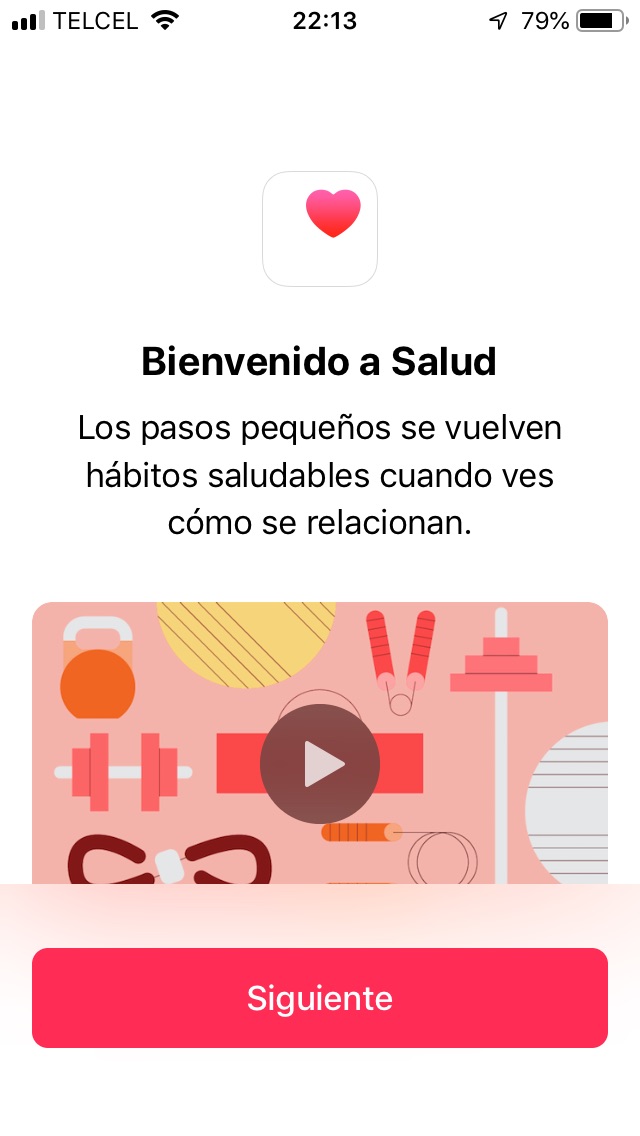 TELCEL 22:13 79%
Bienvenido a Salud
Los pasos pequeños se vuelven
hábitos saludables cuando ves
cómo se relacionan.
Siguiente